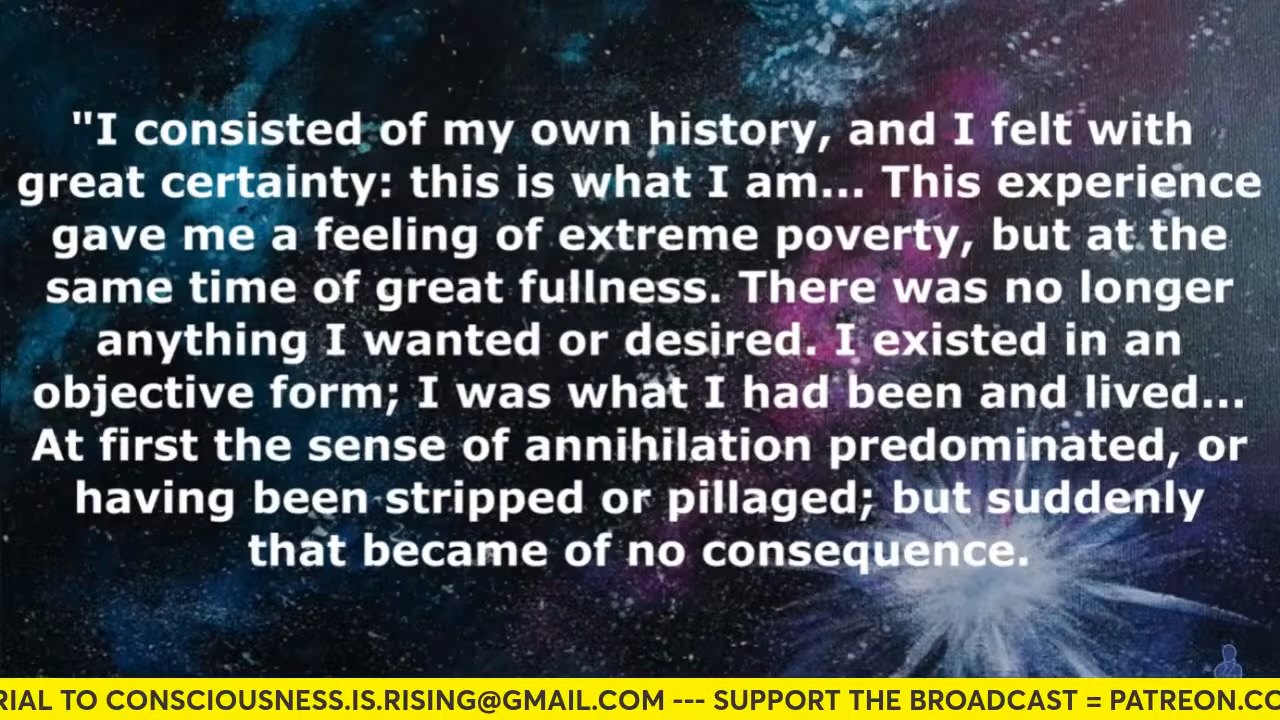 "I consisted of my own history, and I felt with
great certainty: this is what I am... This experience
gave me a feeling of extreme poverty, but at the
same time of great fullness. There was no longer
anything I wanted or desired. I existed in an
objective form; I was what I had been and lived...
At first the sense of annihilation predominated, or
having been stripped or pillaged; but suddenly
that became of no consequence.
RIAL TO CONSCIOUSNESS.IS.RISING@GMAIL.COM --- SUPPORT THE BROADCAST = PATREON.CO